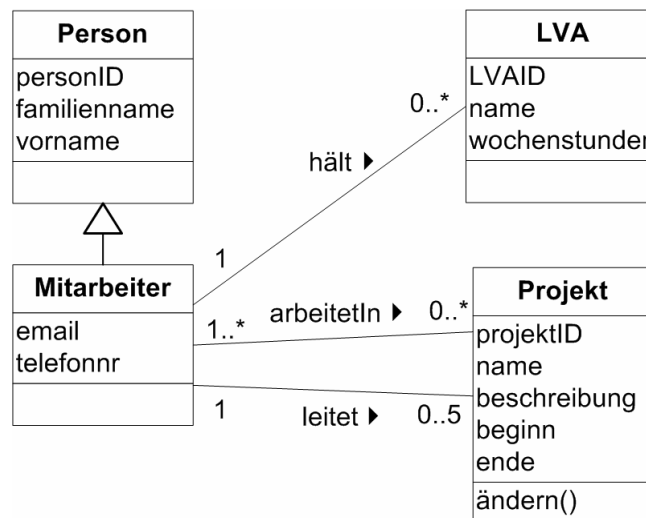 Person
personID
familienname
vorname
LVA
LVAID
name
wochenstunden
0..*
hält ▶
1
Mitarbeiter
email
telefonnr
1..*
arbeitetIn ▶
0..*
1
leitet ▶
0..5
Projekt
projektID
name
beschreibung
beginn
ende
ändern()